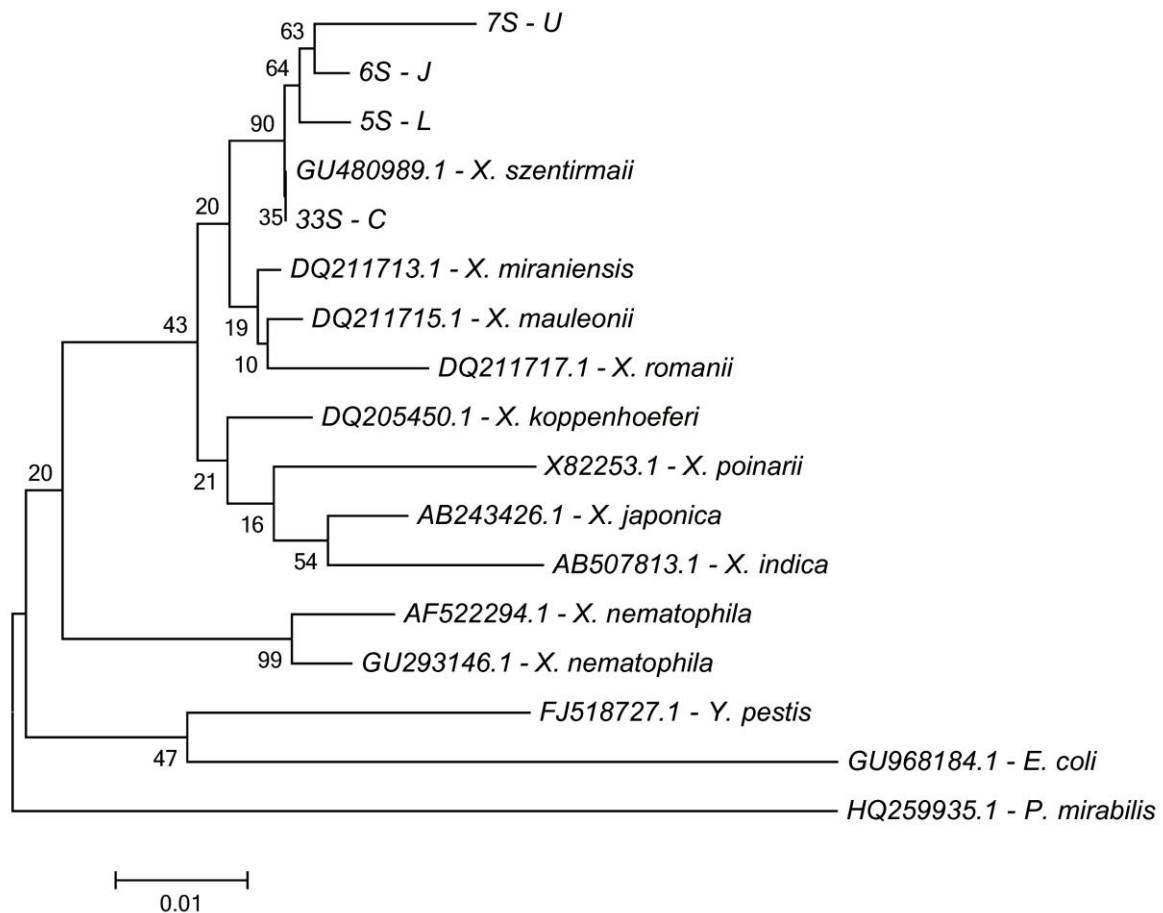 63
7S - U
64
6S - J
90
5S - L
GU480989.1 - X. szentirmaii
20
35
33S - C
DQ211713.1 - X. miraniensis
43
19
DQ211715.1 - X. mauleonii
10
DQ211717.1 - X. romanii
DQ205450.1 - X. koppenhoeferi
20
21
X82253.1 - X. poinarii
16
AB243426.1 - X. japonica
54
AB507813.1 - X. indica
AF522294.1 - X. nematophila
99
GU293146.1 - X. nematophila
FJ518727.1 - Y. pestis
47
GU968184.1 - E. coli
HQ259935.1 - P. mirabilis
0.01